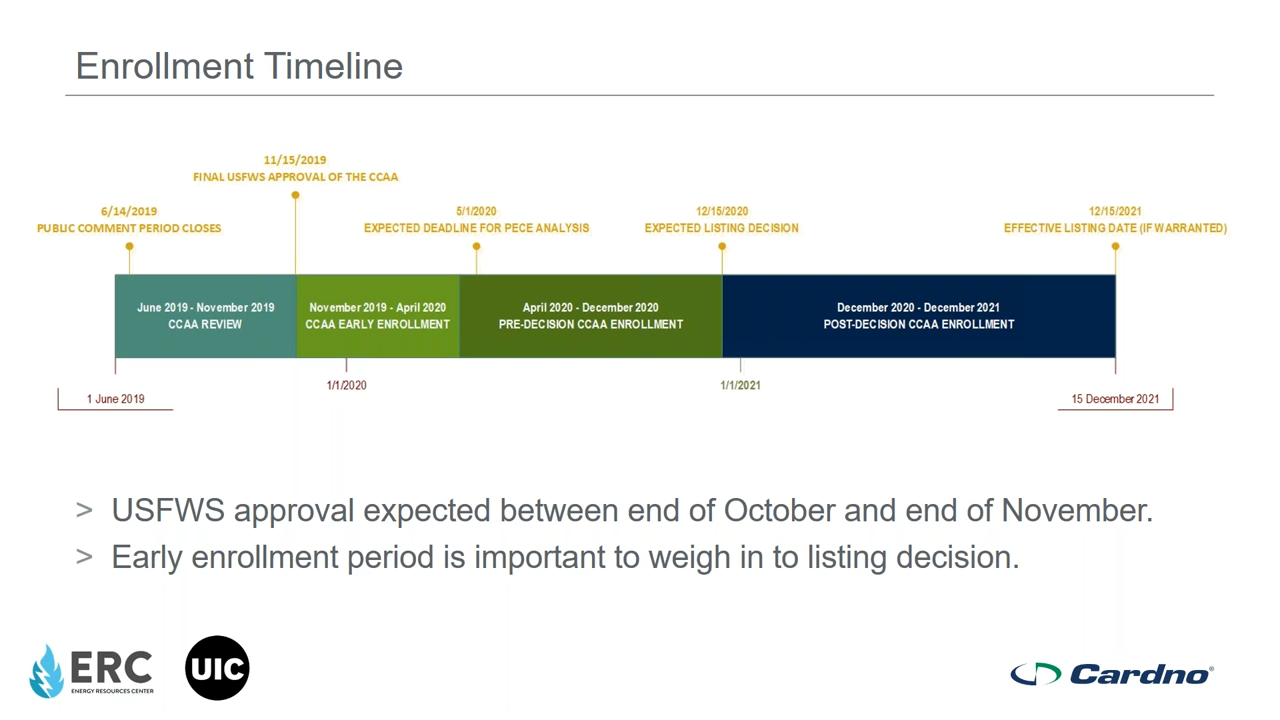 Enrollment Timeline
11/15/2019
FINAL USFWS APPROVAL OF THE CCAA
6/14/2019
PUBLIC COMMENT PERIOD CLOSES
5/1/2020
EXPECTED DEADLINE FOR PECE ANALYSIS
12/15/2020
EXPECTED LISTING DECISION
12/15/2021
EFFECTIVE LISTING DATE (IF WARRANTED)
June 2019 - November 2019
CCAA REVIEW
November 2019 - April 2020
CCAA EARLY ENROLLMENT
April 2020 - December 2020
PRE-DECISION CCAA ENROLLMENT
December 2020 - December 2021
POST-DECISION CCAA ENROLLMENT
1/1/2020
1/1/2021
1 June 2019
15 December 2021
> USFWS approval expected between end of October and end of November.
> Early enrollment period is important to weigh in to listing decision.
ERC
ENERGY RESOURCES CENTER
UIC
Cardno®